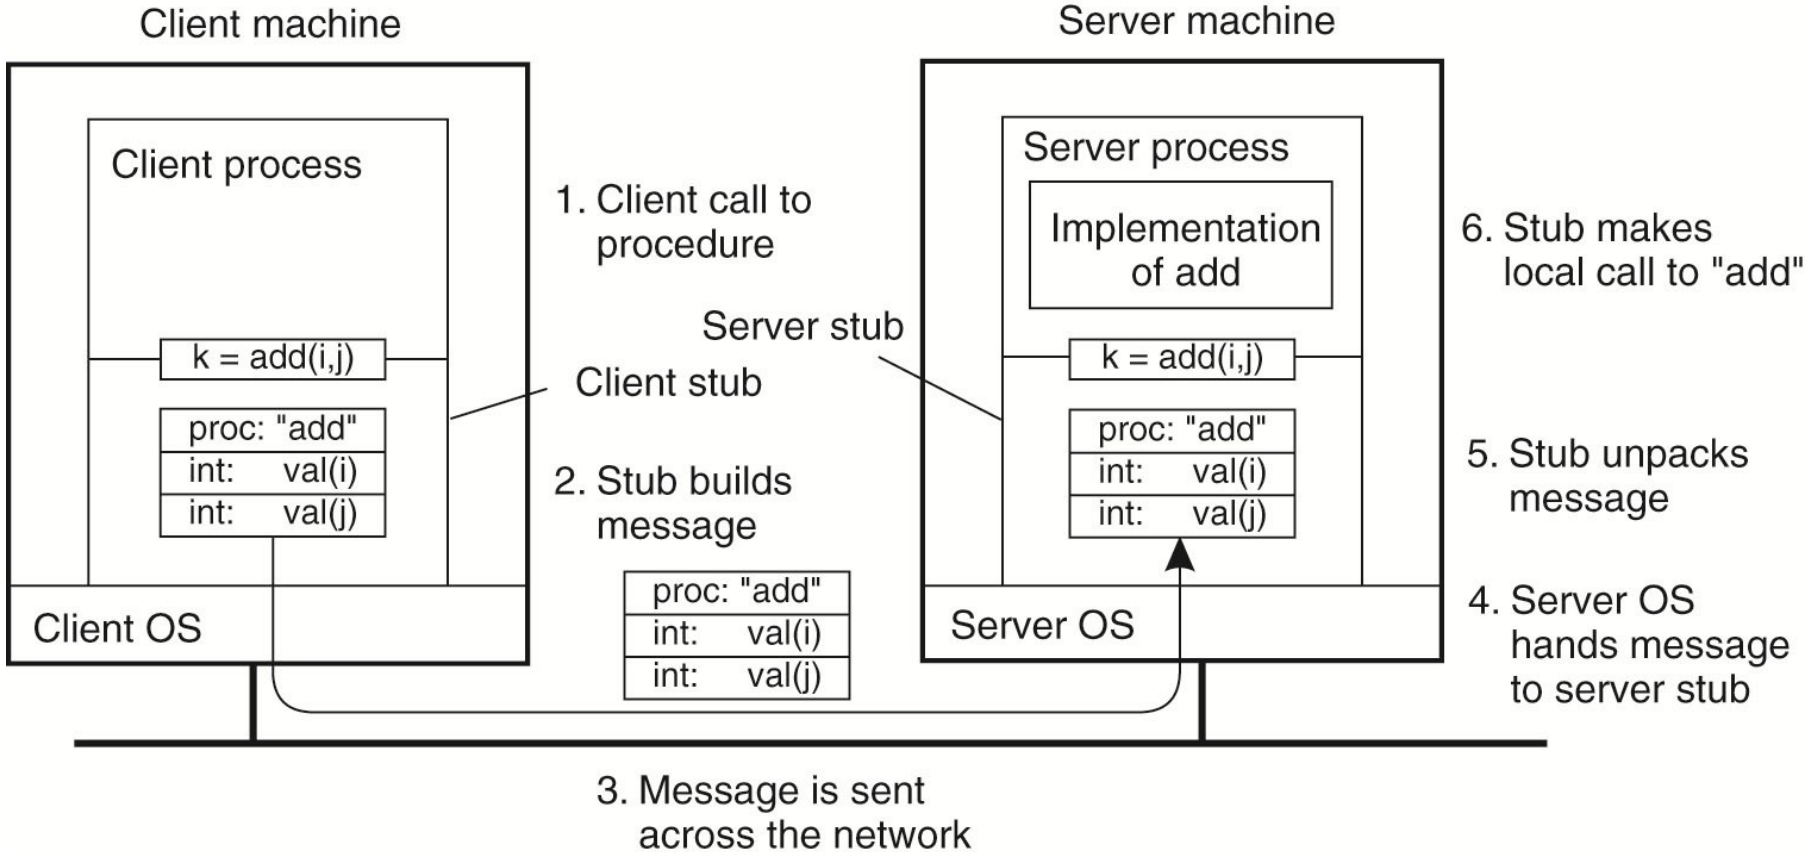 Client machine
Server machine
Client process
1. Client call to
procedure
k = add(i,j)
Client stub
proc: "add"
int: val(i)
int: val(j)
2. Stub builds
message
proc: "add"
int: val(i)
int: val(j)
Client OS
3. Message is sent
across the network
Server process
Implementation
of add
Server stub
k = add(i,j)
proc: "add"
int: val(i)
int: val(j)
Server OS
6. Stub makes
local call to "add"
5. Stub unpacks
message
4. Server OS
hands message
to server stub